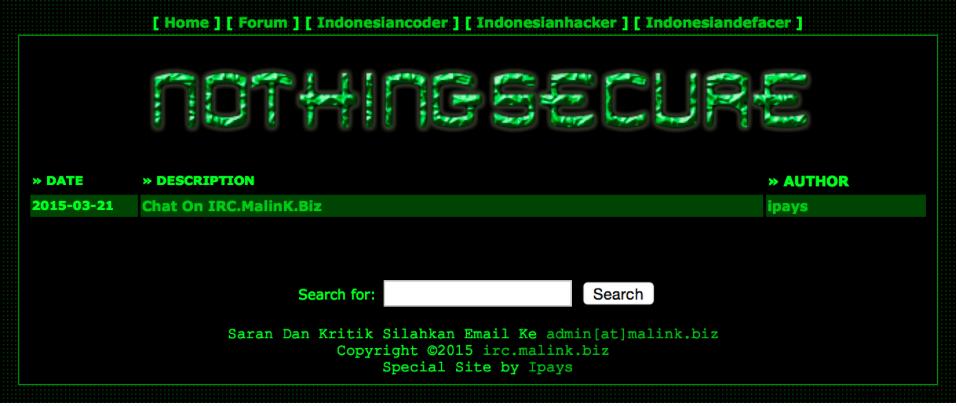 [ Home ] [ Forum ] [ Indonesiancoder ] [ Indonesianhacker ] [ Indonesiandefacer ]
NOTHINGSECURE
» DATE » DESCRIPTION » AUTHOR
2015-03-21 Chat On IRC.MalinK.Biz ipays
Search for: Search
Saran Dan Kritik Silahkan Email Ke admin[at]malink.biz
Copyright ©2015 irc.malink.biz
Special Site by Ipays